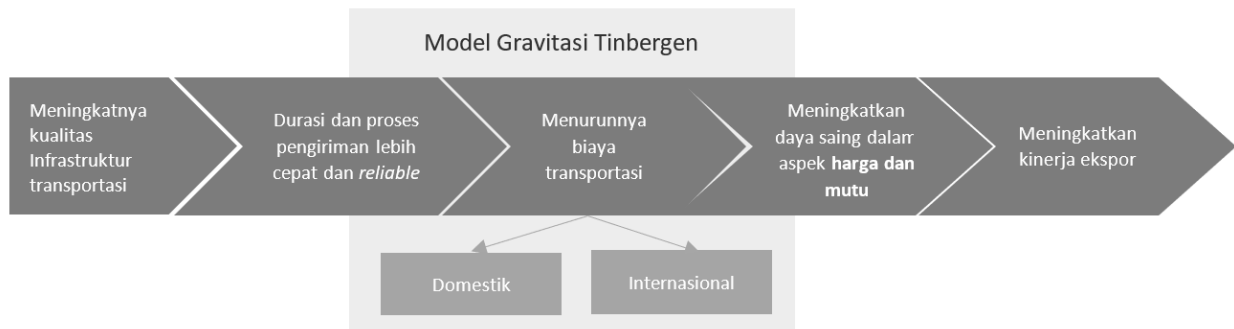 Model Gravitasi Tinbergen
Meningkatnya
kualitas
Infrastruktur
transportasi
Durasi dan proses
pengiriman lebih
cepat dan reliable
Menurunnya
biaya
transportasi
Meningkatkan
daya saing dalam
aspek harga dan
mutu
Meningkatkan
kinerja ekspor
Domestik
Internasional